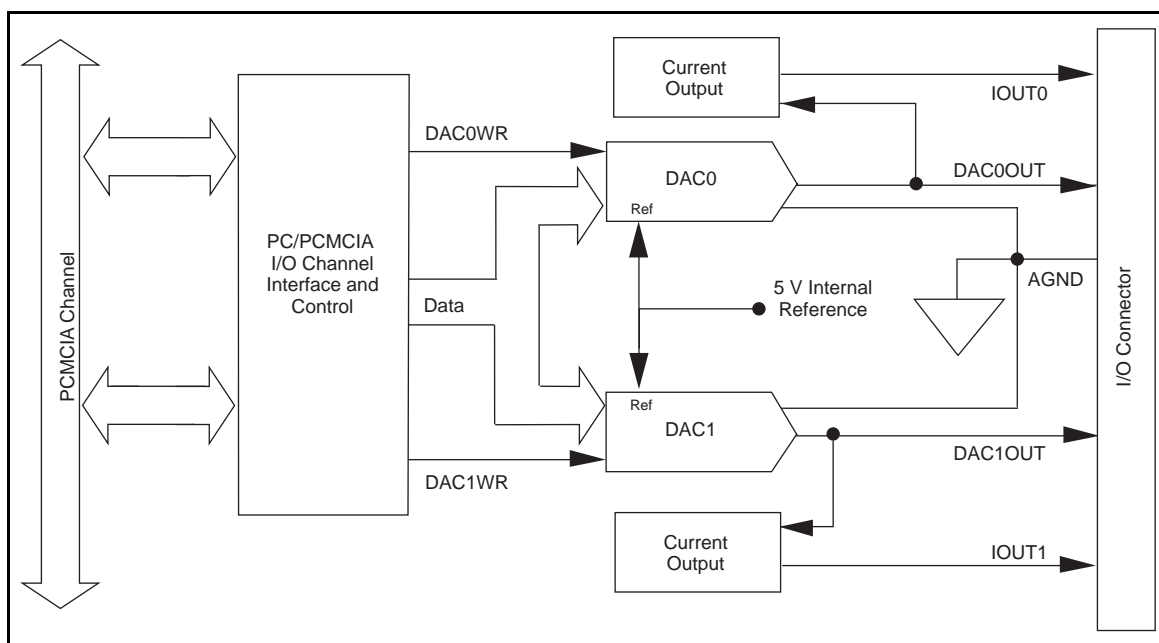 Current
Output
IOUT0
DAC0WR
DAC0
DAC0OUT
Ref
PCMCIA Channel
PC/PCMCIA
I/O Channel
Interface and
Control
Data
5 V Internal
Reference
AGND
I/O Connector
Ref
DAC1
DAC1OUT
DAC1WR
Current
Output
IOUT1